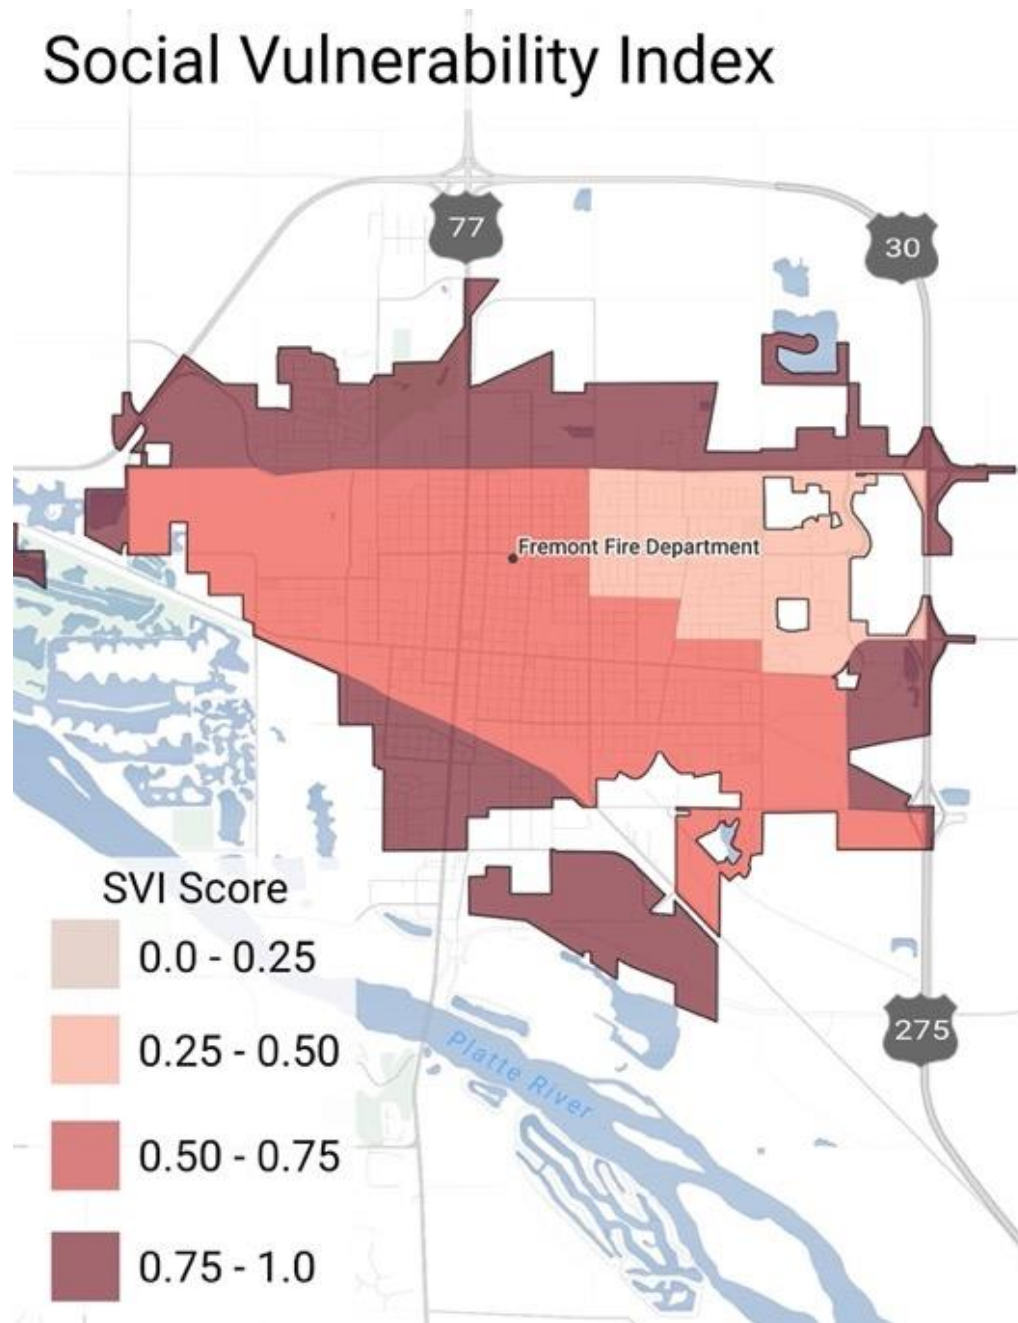 Social Vulnerability Index
77
30
Fremont Fire Department
SVI Score
0.0 - 0.25
0.25 - 0.50
0.50 - 0.75
0.75 - 1.0
275
Platte River